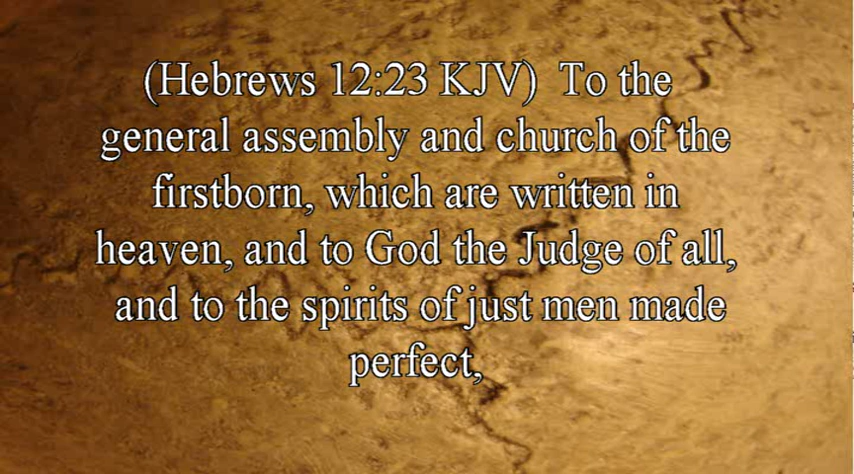 (Hebrews 12:23 KJV)  To the
general assembly and church of the
firstborn, which are written in
heaven, and to God the Judge of all,
and to the spirits of just men made
perfect,